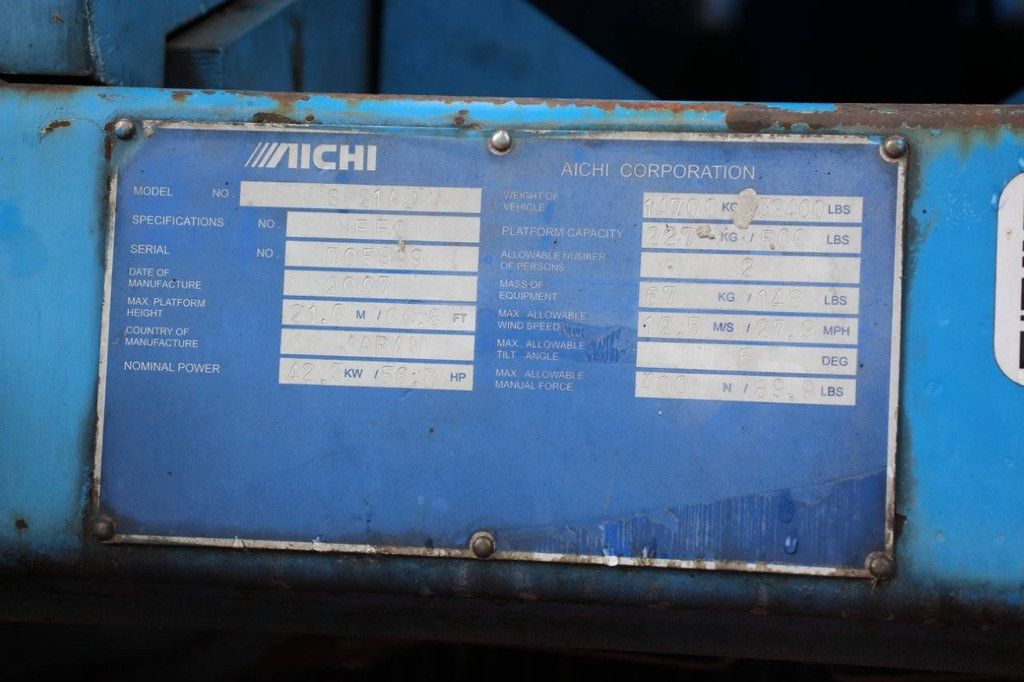 AICHI
AICHI CORPORATION
MODEL NO
SPECIFICATIONS NO.
SERIAL NO. 705989
DATE OF
MANUFACTURE 2007
MAX. PLATFORM
HEIGHT M / FT
COUNTRY OF
MANUFACTURE JAPAN
NOMINAL POWER KW / HP
WEIGHT OF
VEHICLE 14700 KG 32400 LBS
PLATFORM CAPACITY 227 KG / 500 LBS
ALLOWABLE NUMBER
OF PERSONS 2
MASS OF
EQUIPMENT 67 KG / 148 LBS
MAX. ALLOWABLE
WIND SPEED 12.5 M/S / 27.9 MPH
MAX. ALLOWABLE
TILT ANGLE DEG
MAX. ALLOWABLE
MANUAL FORCE 400 N / 89.9 LBS